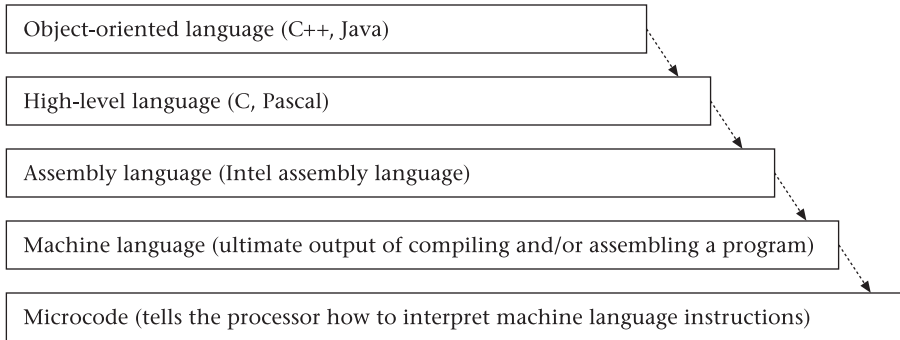 Object-oriented language (C++, Java)
High-level language (C, Pascal)
Assembly language (Intel assembly language)
Machine language (ultimate output of compiling and/or assembling a program)
Microcode (tells the processor how to interpret machine language instructions)